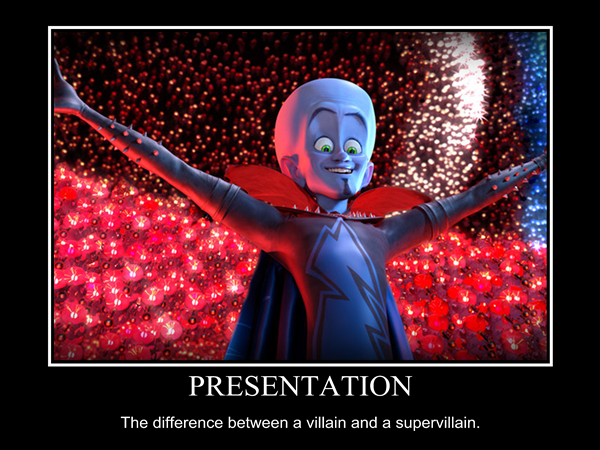 PRESENTATION
The difference between a villain and a supervillain.